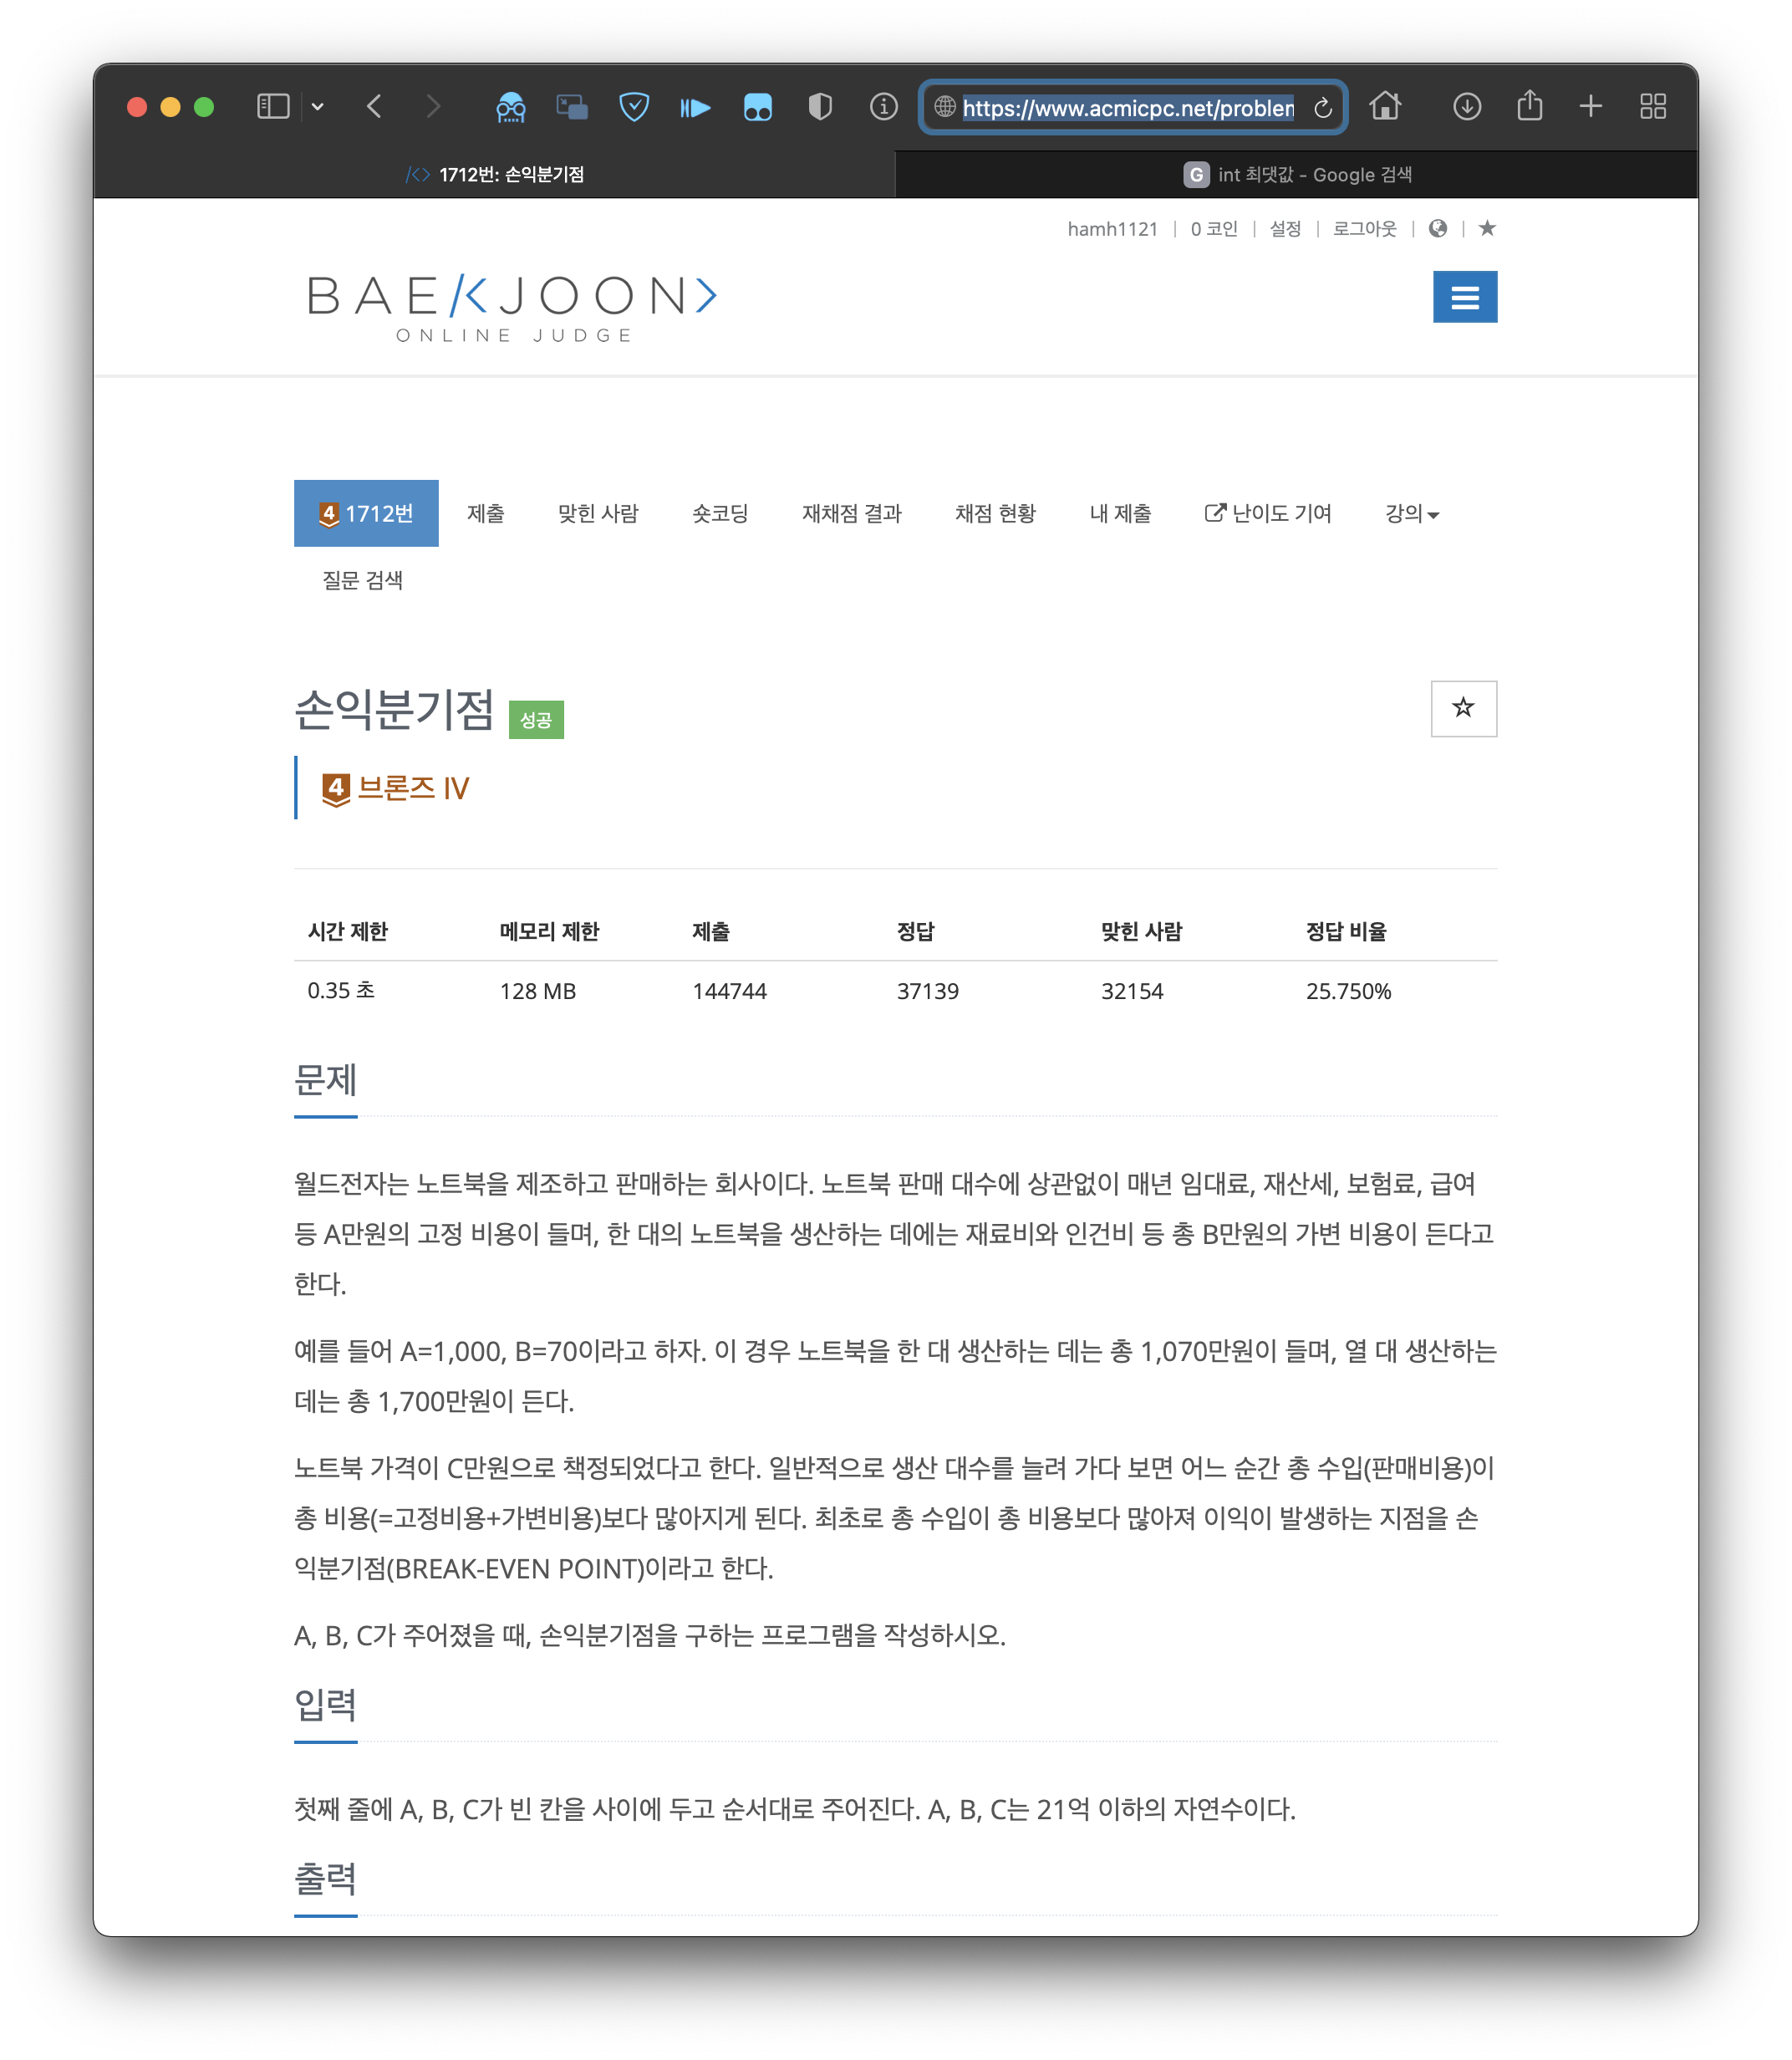 https://www.acmicpc.net/problem
1712번: 손익분기점
G int 최댓값 - Google 검색
hamh1121 | 0 코인 | 설정 | 로그아웃 | | ★
BAE/<JOON>
ONLINE JUDGE
4 1712번 제출 맞힌 사람 숏코딩 재채점 결과 채점 현황 내 제출 난이도 기여 강의
질문 검색
손익분기점 성공
4 브론즈 IV
시간 제한 메모리 제한 제출 정답 맞힌 사람 정답 비율
0.35 초 128 MB 144744 37139 32154 25.750%
문제
월드전자는 노트북을 제조하고 판매하는 회사이다. 노트북 판매 대수에 상관없이 매년 임대료, 재산세, 보험료, 급여
등 A만원의 고정 비용이 들며, 한 대의 노트북을 생산하는 데에는 재료비와 인건비 등 총 B만원의 가변 비용이 든다고
한다.
예를 들어 A=1,000, B=70이라고 하자. 이 경우 노트북을 한 대 생산하는 데는 총 1,070만원이 들며, 열 대 생산하는
데는 총 1,700만원이 든다.
노트북 가격이 C만원으로 책정되었다고 한다. 일반적으로 생산 대수를 늘려 가다 보면 어느 순간 총 수입(판매비용)이
총 비용(=고정비용+가변비용)보다 많아지게 된다. 최초로 총 수입이 총 비용보다 많아져 이익이 발생하는 지점을 손
익분기점(BREAK-EVEN POINT)이라고 한다.
A, B, C가 주어졌을 때, 손익분기점을 구하는 프로그램을 작성하시오.
입력
첫째 줄에 A, B, C가 빈 칸을 사이에 두고 순서대로 주어진다. A, B, C는 21억 이하의 자연수이다.
출력